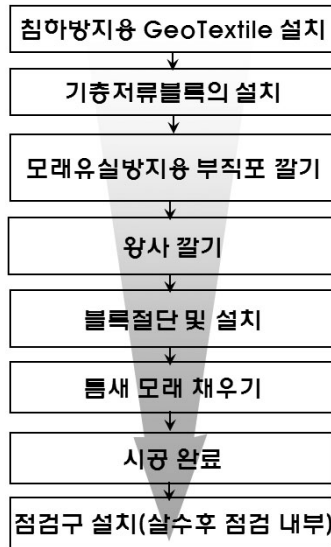 침하방지용 GeoTextile 설치
기층저류블록의 설치
모래유실방지용 부직포 깔기
왕사 깔기
블록절단 및 설치
틈새 모래 채우기
시공 완료
점검구 설치(살수후 점검 내부)